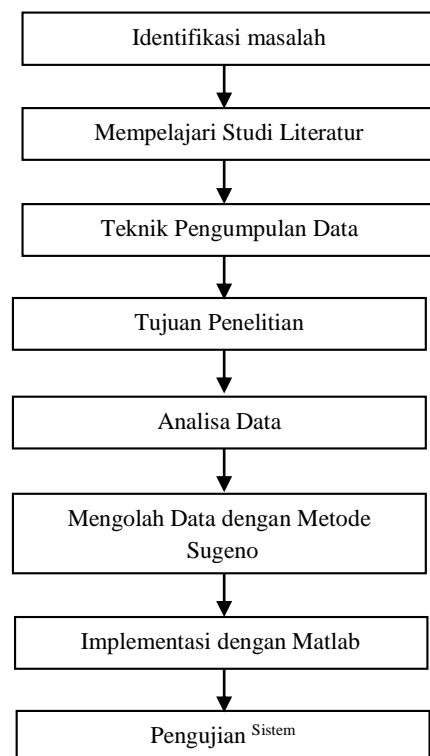 Identifikasi masalah
Mempelajari Studi Literatur
Teknik Pengumpulan Data
Tujuan Penelitian
Analisa Data
Mengolah Data dengan Metode
Sugeno
Implementasi dengan Matlab
Pengujian Sistem